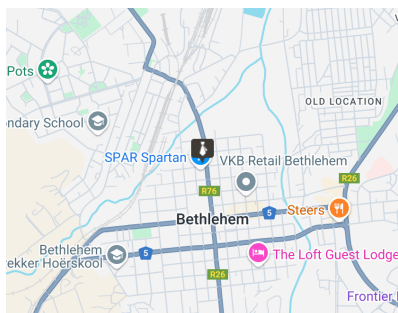 Pots
OLD LOCATION
ndary School
SPAR Spartan
VKB Retail Bethlehem
R76
R26
5
Steers
Bethlehem
Bethlehem
rekker Hoërskool
5
The Loft Guest Lodge
R26
Frontier